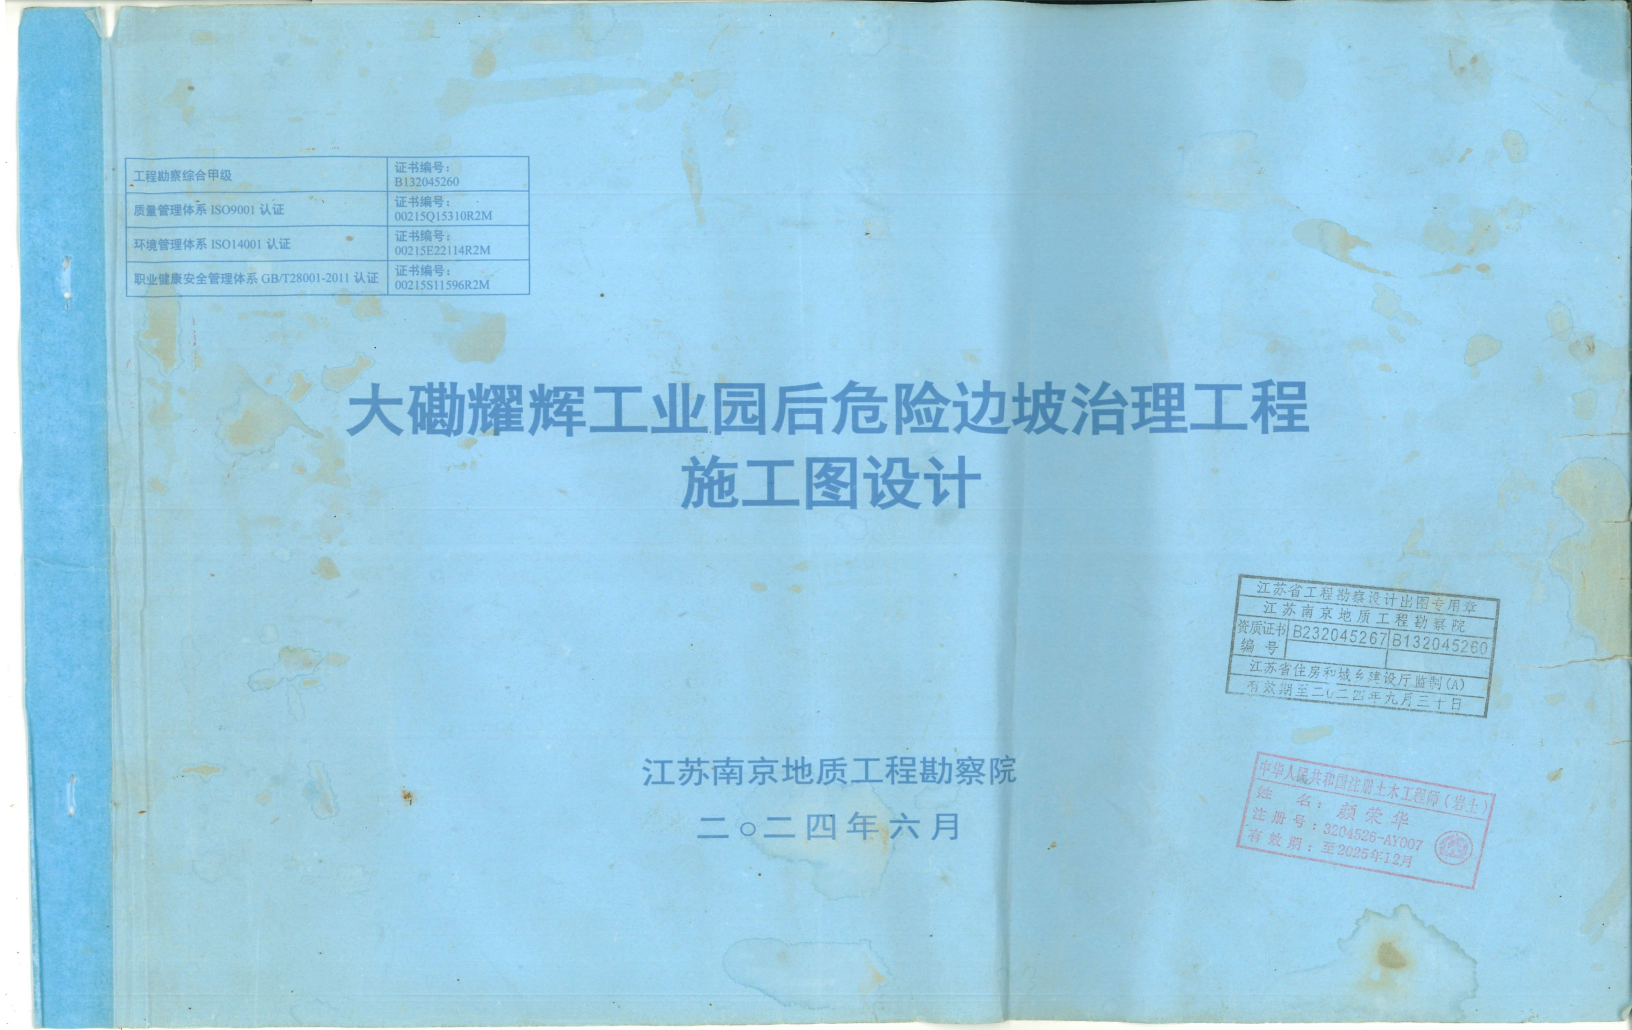 工程勘察综合甲级
证书编号：
B132045260
质量管理体系 ISO9001 认证
证书编号：
00215Q15310R2M
环境管理体系 ISO14001 认证
证书编号：
00215E22114R2M
职业健康安全管理体系 GB/T28001-2011 认证
证书编号：
00215S11596R2M
大磡耀辉工业园后危险边坡治理工程
施工图设计
江苏省工程勘察设计出图专用章
江苏南京地质工程勘察院
资质证书
编号
B232045267
B132045260
江苏省住房和城乡建设厅监制(A)
有效期至二〇二四年九月三十日
江苏南京地质工程勘察院
二〇二四年六月
中华人民共和国注册土木工程师(岩土)
姓 名：颜荣华
注册号：3204526-AY007
有效期：至2025年12月